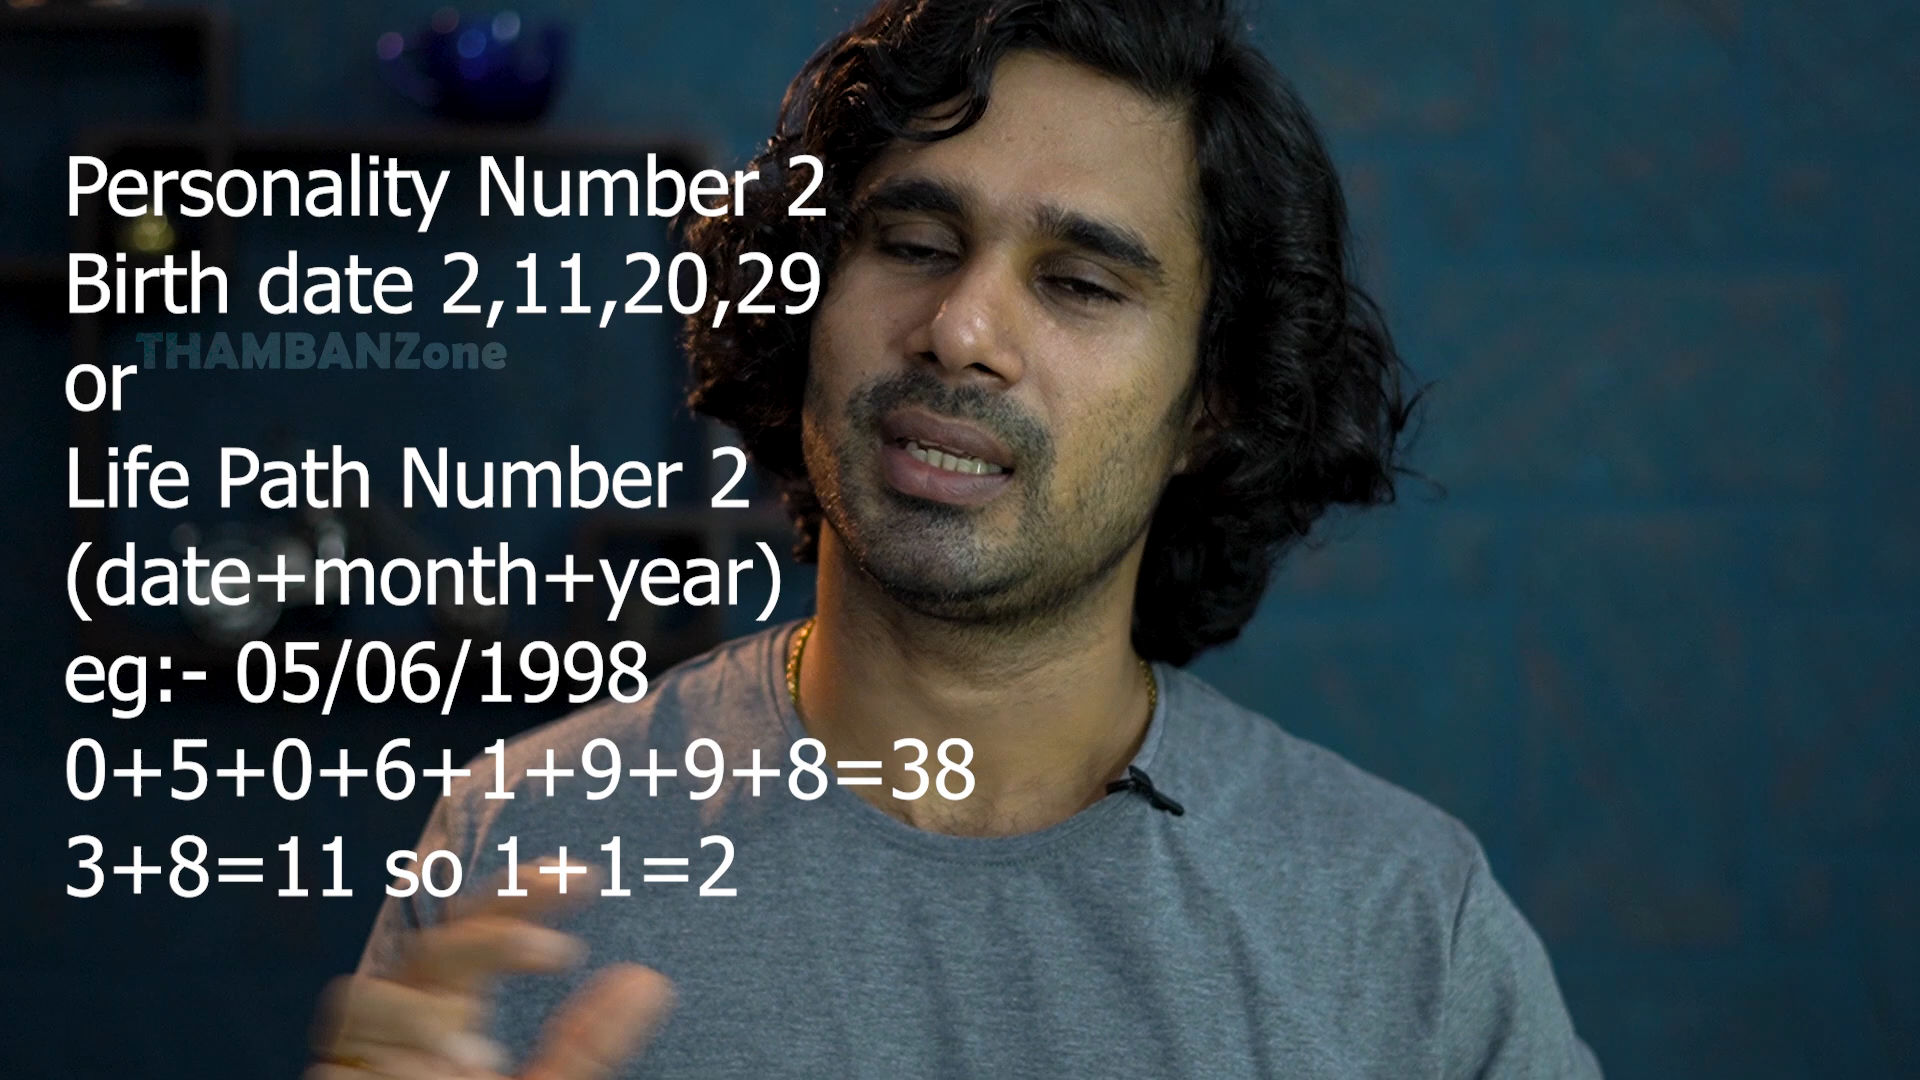 Personality Number 2
Birth date 2,11,20,29
THAMBANZone
or
Life Path Number 2
(date+month+year)
eg:- 05/06/1998
0+5+0+6+1+9+9+8=38
3+8=11 so 1+1=2